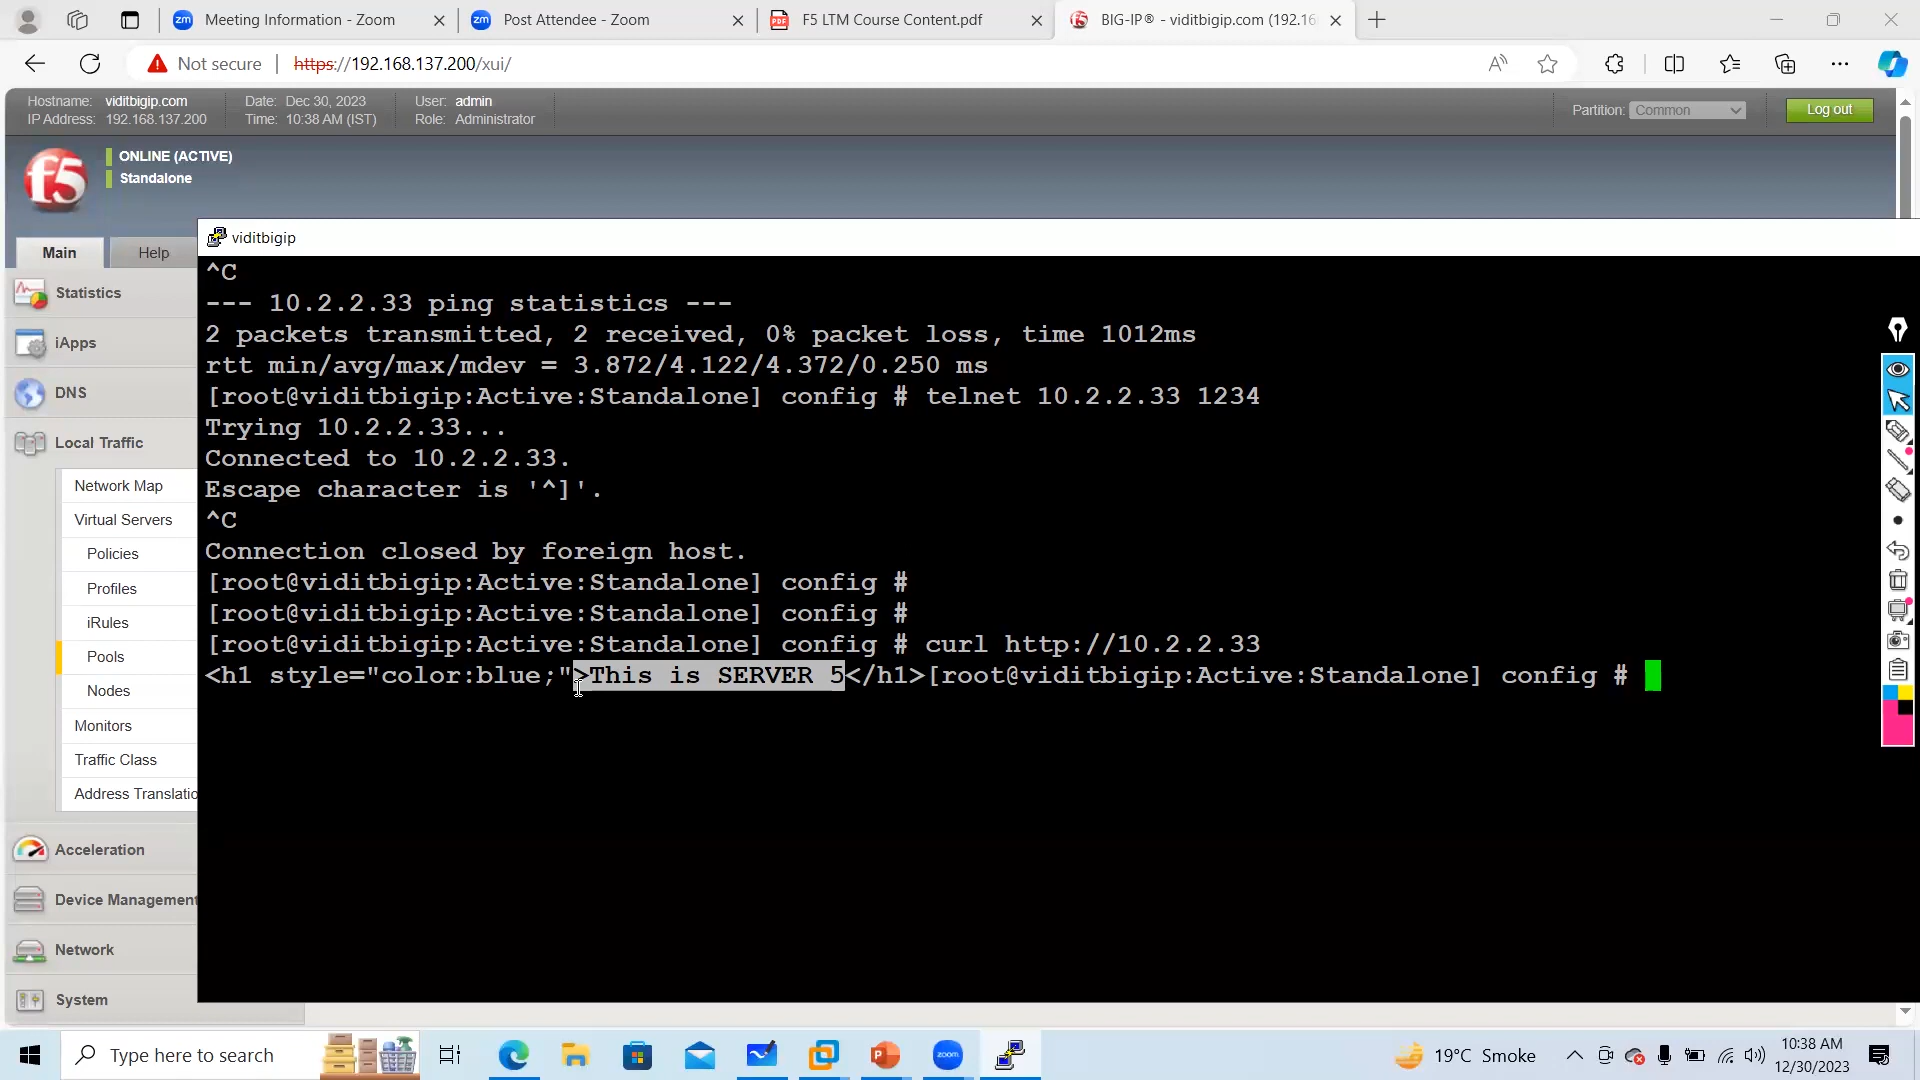 Meeting Information - Zoom
Post Attendee - Zoom
F5 LTM Course Content.pdf
BIG-IP® - viditbigip.com (192.16
Not secure
https://192.168.137.200/xui/
Hostname: viditbigip.com
IP Address: 192.168.137.200
Date: Dec 30, 2023
Time: 10:38 AM (IST)
User: admin
Role: Administrator
Partition: Common
Log out
f5
ONLINE (ACTIVE)
Standalone
Main
Help
Statistics
iApps
DNS
Local Traffic
Network Map
Virtual Servers
Policies
Profiles
iRules
Pools
Nodes
Monitors
Traffic Class
Address Translatio
Acceleration
Device Management
Network
System
viditbigip
^C
--- 10.2.2.33 ping statistics ---
2 packets transmitted, 2 received, 0% packet loss, time 1012ms
rtt min/avg/max/mdev = 3.872/4.122/4.372/0.250 ms
[root@viditbigip:Active:Standalone] config # telnet 10.2.2.33 1234
Trying 10.2.2.33...
Connected to 10.2.2.33.
Escape character is '^]'.
^C
Connection closed by foreign host.
[root@viditbigip:Active:Standalone] config #
[root@viditbigip:Active:Standalone] config #
[root@viditbigip:Active:Standalone] config # curl http://10.2.2.33
<h1 style="color:blue;">This is SERVER 5</h1>[root@viditbigip:Active:Standalone] config #
Type here to search
19°C Smoke
10:38 AM
12/30/2023